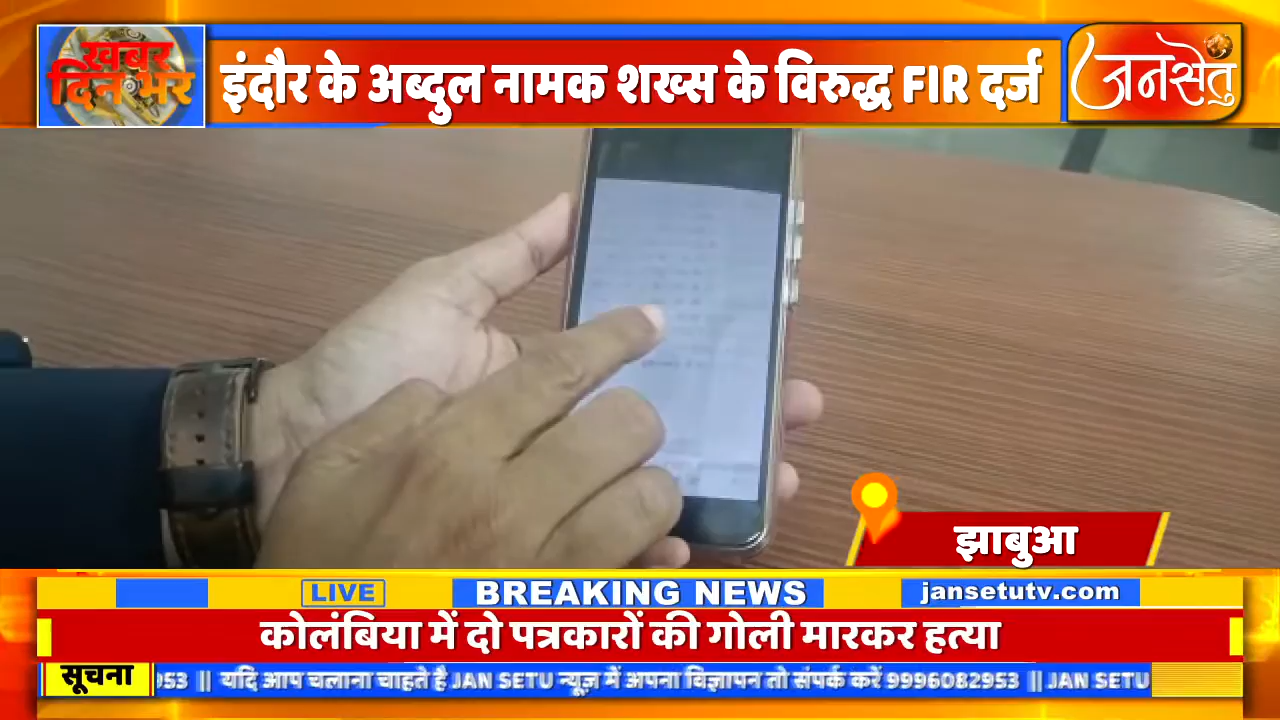 खबर
दिन भर
इंदौर के अब्दुल नामक शख्स के विरुद्ध FIR दर्ज
जनसेतु
झाबुआ
LIVE
BREAKING NEWS
jansetutv.com
कोलंबिया में दो पत्रकारों की गोली मारकर हत्या
सूचना
953 || यदि आप चलाना चाहते है JAN SETU न्यूज़ में अपना विज्ञापन तो संपर्क करें 9996082953 || JAN SETU